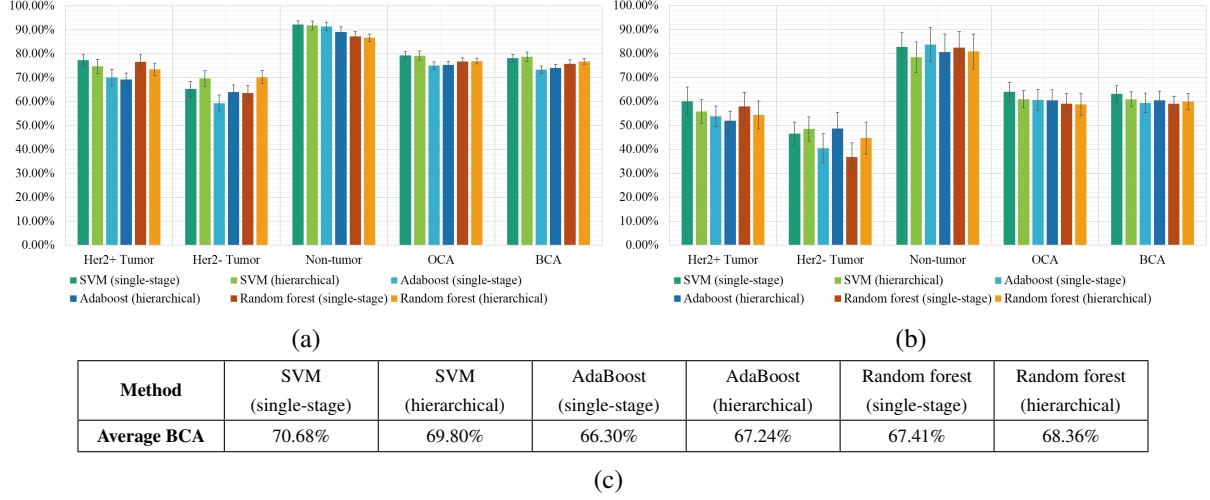 100.00%
90.00%
80.00%
70.00%
60.00%
50.00%
40.00%
30.00%
20.00%
10.00%
0.00%
Her2+ Tumor Her2- Tumor Non-tumor OCA BCA
SVM (single-stage) SVM (hierarchical) Adaboost (single-stage)
Adaboost (hierarchical) Random forest (single-stage) Random forest (hierarchical)
(a)
100.00%
90.00%
80.00%
70.00%
60.00%
50.00%
40.00%
30.00%
20.00%
10.00%
0.00%
Her2+ Tumor Her2- Tumor Non-tumor OCA BCA
SVM (single-stage) SVM (hierarchical) Adaboost (single-stage)
Adaboost (hierarchical) Random forest (single-stage) Random forest (hierarchical)
(b)
Method SVM (single-stage) SVM (hierarchical) AdaBoost (single-stage) AdaBoost (hierarchical) Random forest (single-stage) Random forest (hierarchical)
Average BCA 70.68% 69.80% 66.30% 67.24% 67.41% 68.36%
(c)